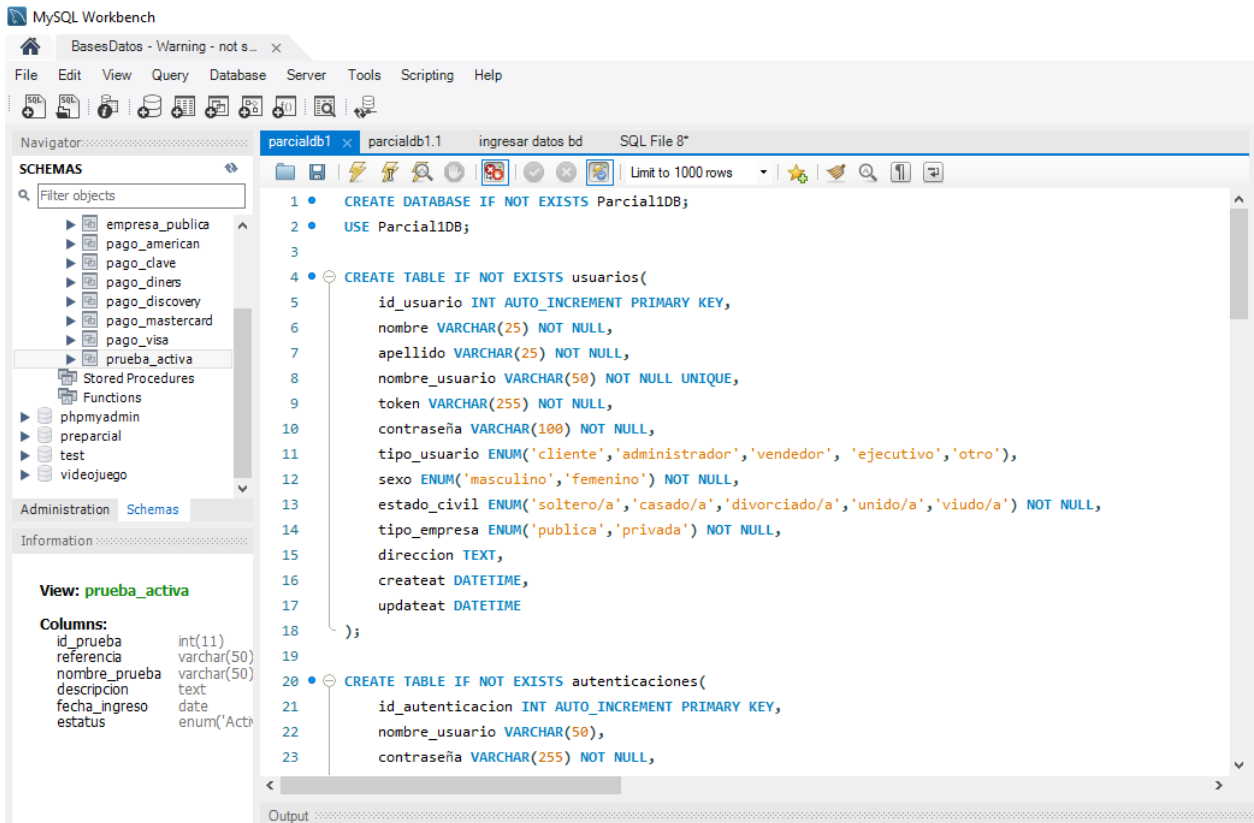 MySQL Workbench
BasesDatos - Warning - not s...
File Edit View Query Database Server Tools Scripting Help
Navigator
SCHEMAS
Filter objects
empresa_publica
pago_american
pago_clave
pago_diners
pago_discovery
pago_mastercard
pago_visa
prueba_activa
Stored Procedures
Functions
phpmyadmin
preparcial
test
videojuego
Administration Schemas
Information
View: prueba_activa
Columns:
id_prueba int(11)
referencia varchar(50)
nombre_prueba varchar(50)
descripcion text
fecha_ingreso date
estatus enum('Activ
parcialdb1 parcialdb1.1 ingresar datos bd SQL File 8*
Limit to 1000 rows
1 CREATE DATABASE IF NOT EXISTS Parcial1DB;
2 USE Parcial1DB;
3
4 CREATE TABLE IF NOT EXISTS usuarios(
5 id_usuario INT AUTO_INCREMENT PRIMARY KEY,
6 nombre VARCHAR(25) NOT NULL,
7 apellido VARCHAR(25) NOT NULL,
8 nombre_usuario VARCHAR(50) NOT NULL UNIQUE,
9 token VARCHAR(255) NOT NULL,
10 contraseña VARCHAR(100) NOT NULL,
11 tipo_usuario ENUM('cliente','administrador','vendedor', 'ejecutivo','otro'),
12 sexo ENUM('masculino','femenino') NOT NULL,
13 estado_civil ENUM('soltero/a','casado/a','divorciado/a','unido/a','viudo/a') NOT NULL,
14 tipo_empresa ENUM('publica','privada') NOT NULL,
15 direccion TEXT,
16 createat DATETIME,
17 updateat DATETIME
18 );
19
20 CREATE TABLE IF NOT EXISTS autenticaciones(
21 id_autenticacion INT AUTO_INCREMENT PRIMARY KEY,
22 nombre_usuario VARCHAR(50),
23 contraseña VARCHAR(255) NOT NULL,
Output